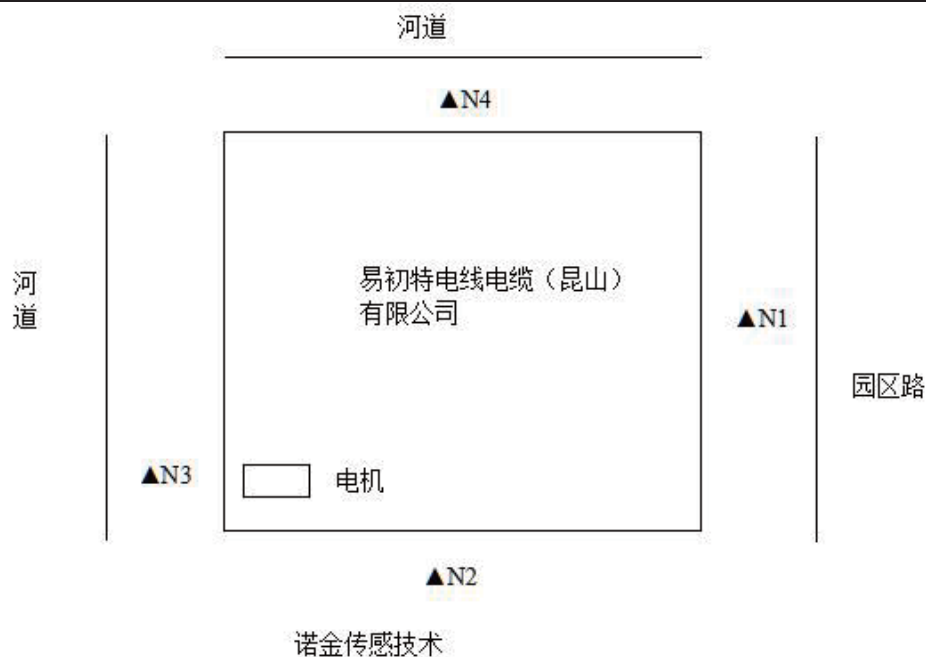 河道
▲N4
河
道
易初特电线电缆（昆山）
有限公司
▲N1
园区路
▲N3
电机
▲N2
诺金传感技术